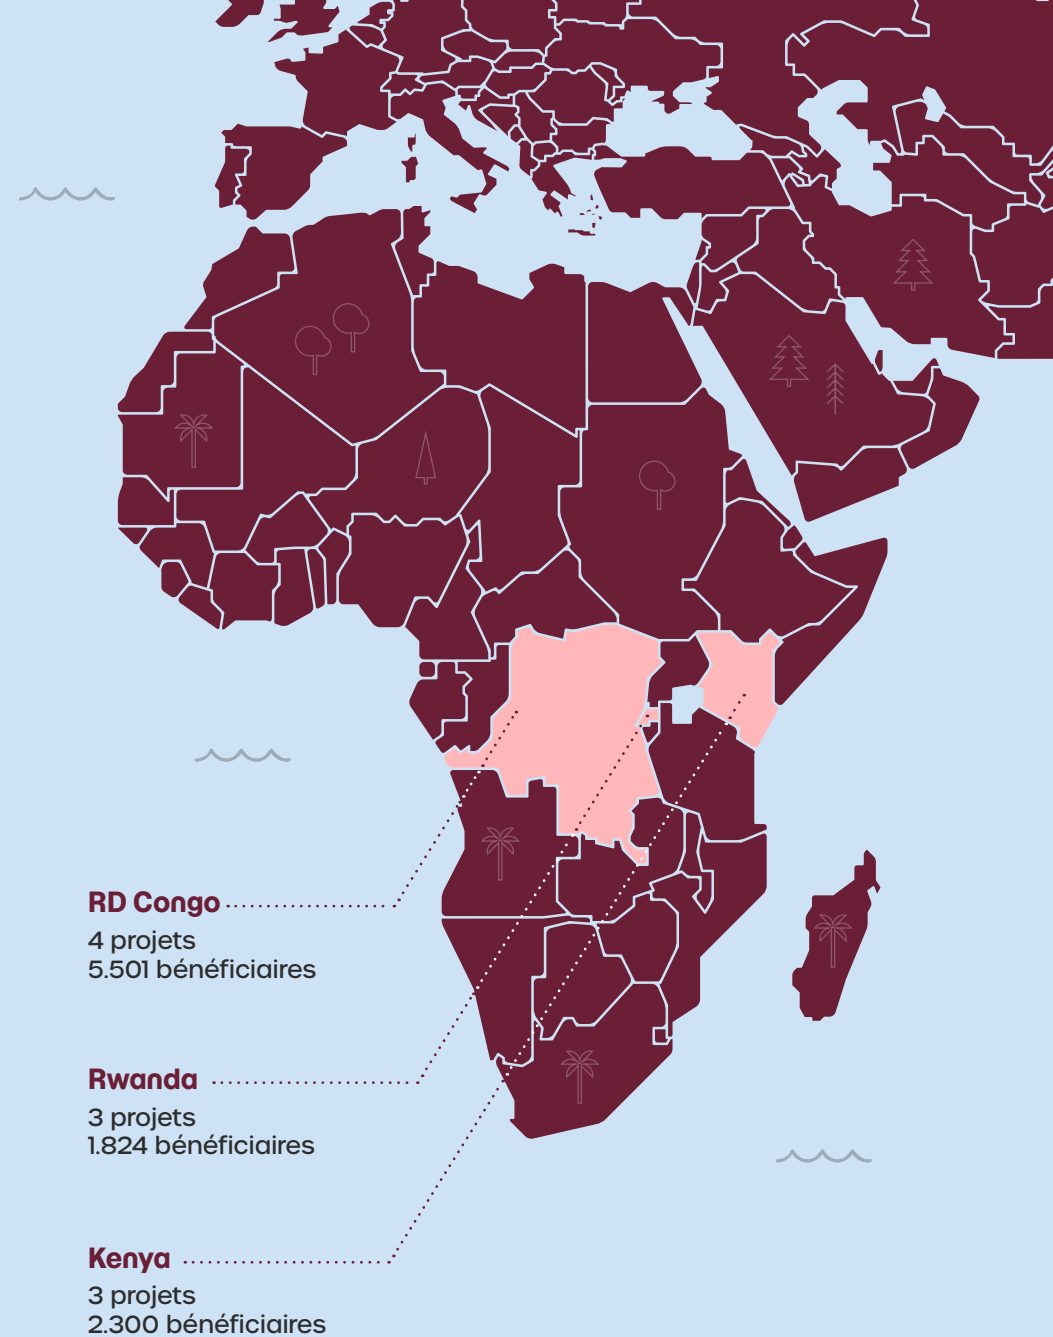 RD Congo
4 projets
5.501 bénéficiaires
Rwanda
3 projets
1.824 bénéficiaires
Kenya
3 projets
2.300 bénéficiaires